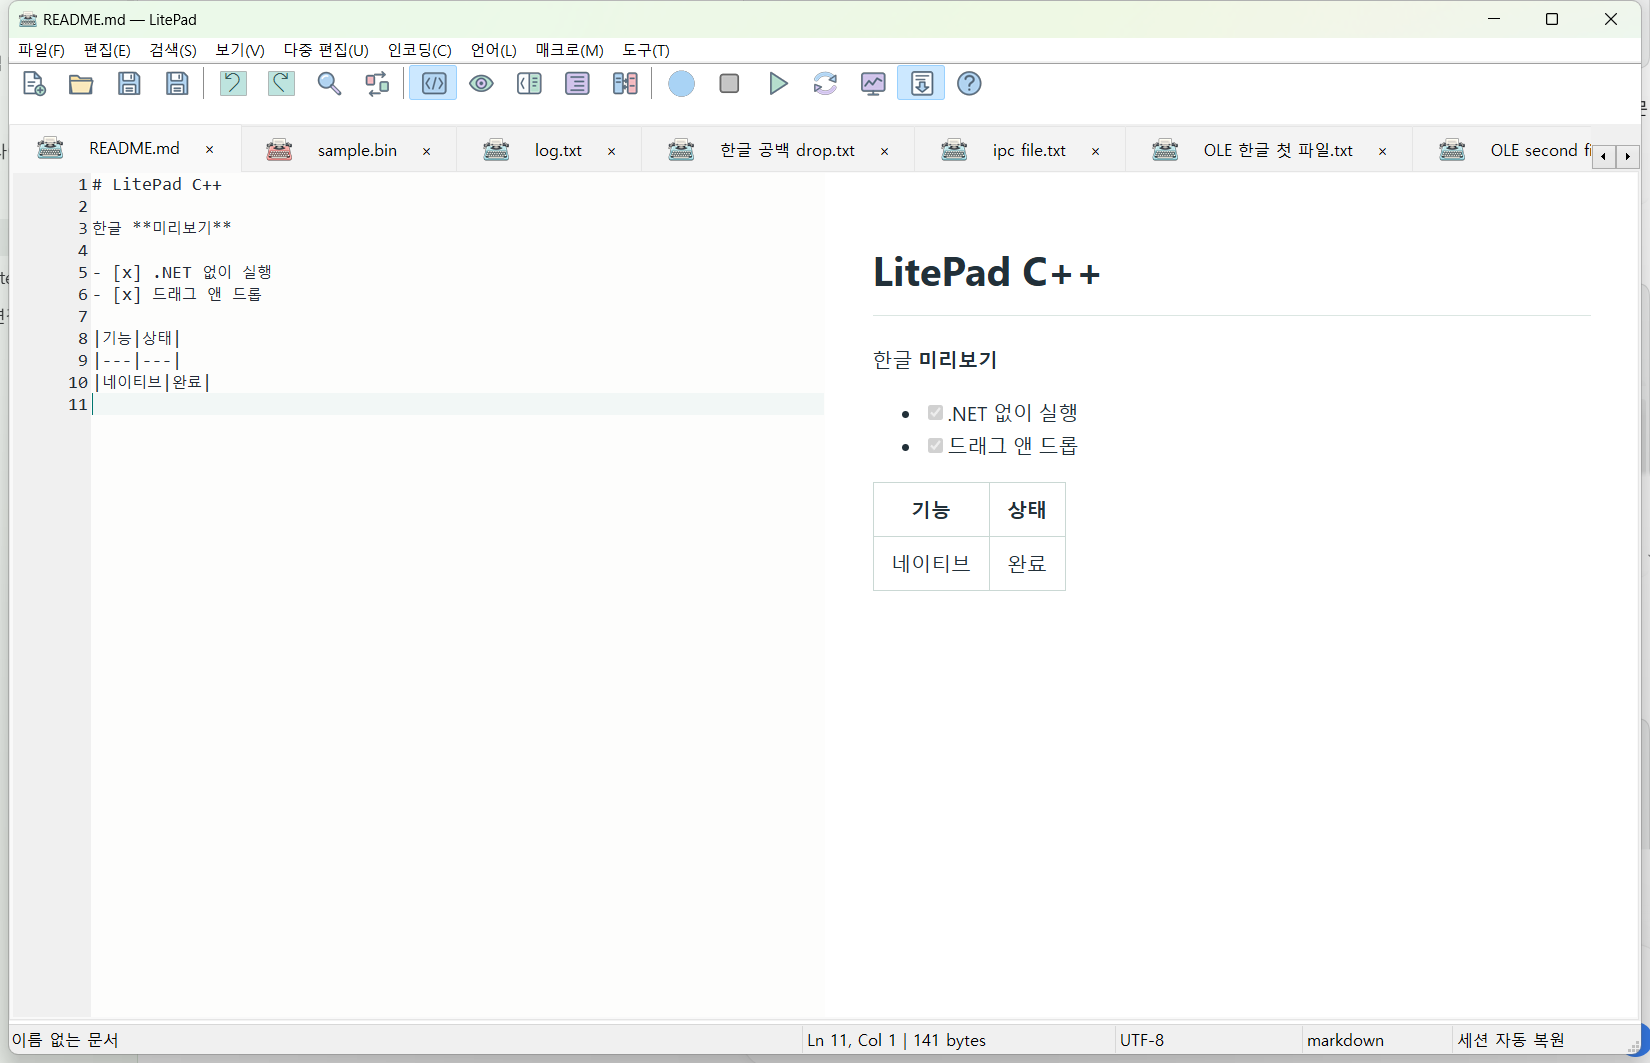 README.md — LitePad
파일(F) 편집(E) 검색(S) 보기(V) 다중 편집(U) 인코딩(C) 언어(L) 매크로(M) 도구(T)
README.md × sample.bin × log.txt × 한글 공백 drop.txt × ipc file.txt × OLE 한글 첫 파일.txt × OLE second fi
1 # LitePad C++
2
3 한글 **미리보기**
4
5 - [x] .NET 없이 실행
6 - [x] 드래그 앤 드롭
7
8 |기능|상태|
9 |---|---|
10 |네이티브|완료|
11
LitePad C++
한글 미리보기
• .NET 없이 실행
• 드래그 앤 드롭
기능 상태
네이티브 완료
이름 없는 문서 Ln 11, Col 1 | 141 bytes UTF-8 markdown 세션 자동 복원